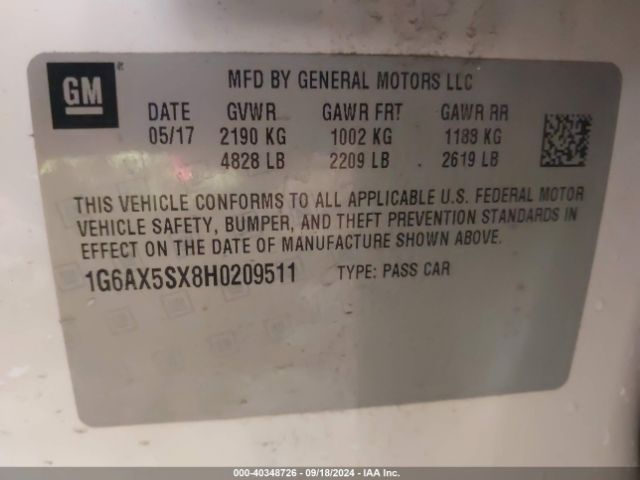 GM
MFD BY GENERAL MOTORS LLC
DATE GVWR GAWR FRT GAWR RR
05/17 2190 KG 1002 KG 1188 KG
4828 LB 2209 LB 2619 LB
THIS VEHICLE CONFORMS TO ALL APPLICABLE U.S. FEDERAL MOTOR
VEHICLE SAFETY, BUMPER, AND THEFT PREVENTION STANDARDS IN
EFFECT ON THE DATE OF MANUFACTURE SHOWN ABOVE.
1G6AX5SX8H0209511 TYPE: PASS CAR
000-40348726 - 09/18/2024 - IAA Inc.